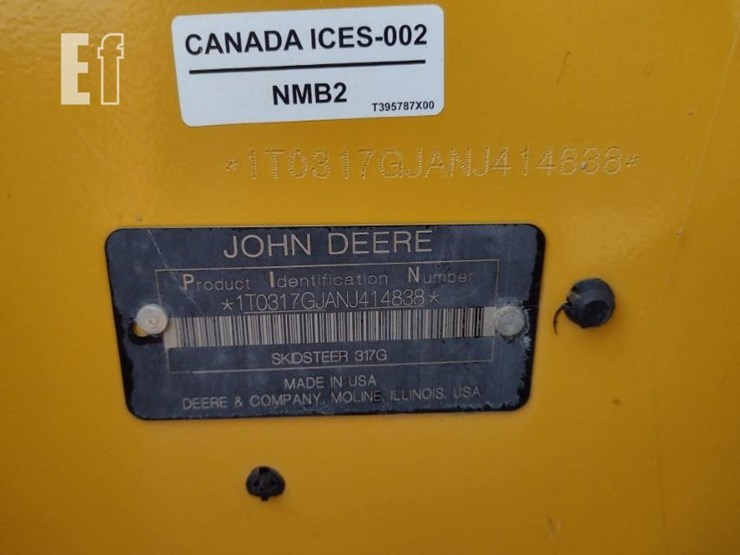 Ef
CANADA ICES-002
NMB2
T395787X00
*1T0317GJANJ414838*
JOHN DEERE
Product Identification Number
*1T0317GJANJ414838*
SKIDSTEER 317G
MADE IN USA
DEERE & COMPANY, MOLINE, ILLINOIS, USA